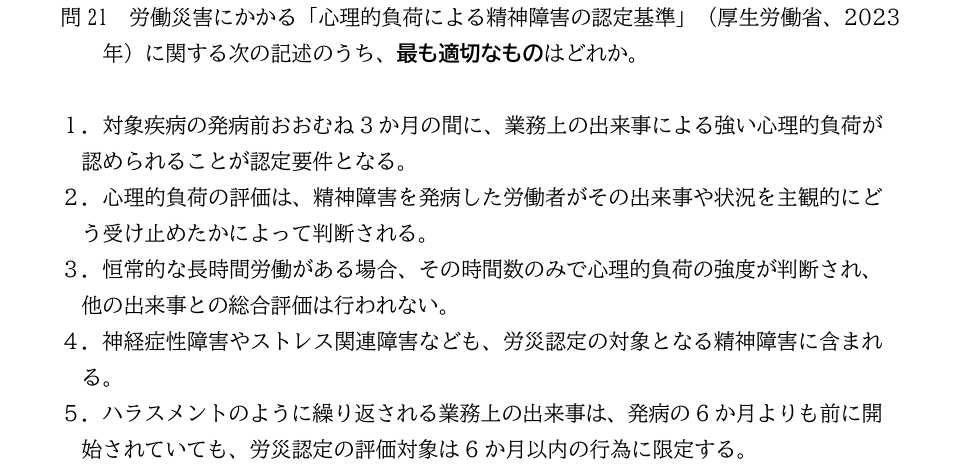 問 21　労働災害にかかる「心理的負荷による精神障害の認定基準」（厚生労働省、2023
年）に関する次の記述のうち、最も適切なものはどれか。
１．対象疾病の発病前おおむね３か月の間に、業務上の出来事による強い心理的負荷が
認められることが認定要件となる。
２．心理的負荷の評価は、精神障害を発病した労働者がその出来事や状況を主観的にど
う受け止めたかによって判断される。
３．恒常的な長時間労働がある場合、その時間数のみで心理的負荷の強度が判断され、
他の出来事との総合評価は行われない。
４．神経症性障害やストレス関連障害なども、労災認定の対象となる精神障害に含まれ
る。
５．ハラスメントのように繰り返される業務上の出来事は、発病の６か月よりも前に開
始されていても、労災認定の評価対象は６か月以内の行為に限定する。